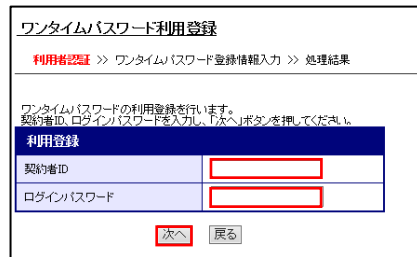 ワンタイムパスワード利用登録
利用者認証 >> ワンタイムパスワード登録情報入力 >> 処理結果
ワンタイムパスワードの利用登録を行います。
契約者ID、ログインパスワードを入力し、「次へ」ボタンを押してください。
利用登録
契約者ID
ログインパスワード
次へ 戻る